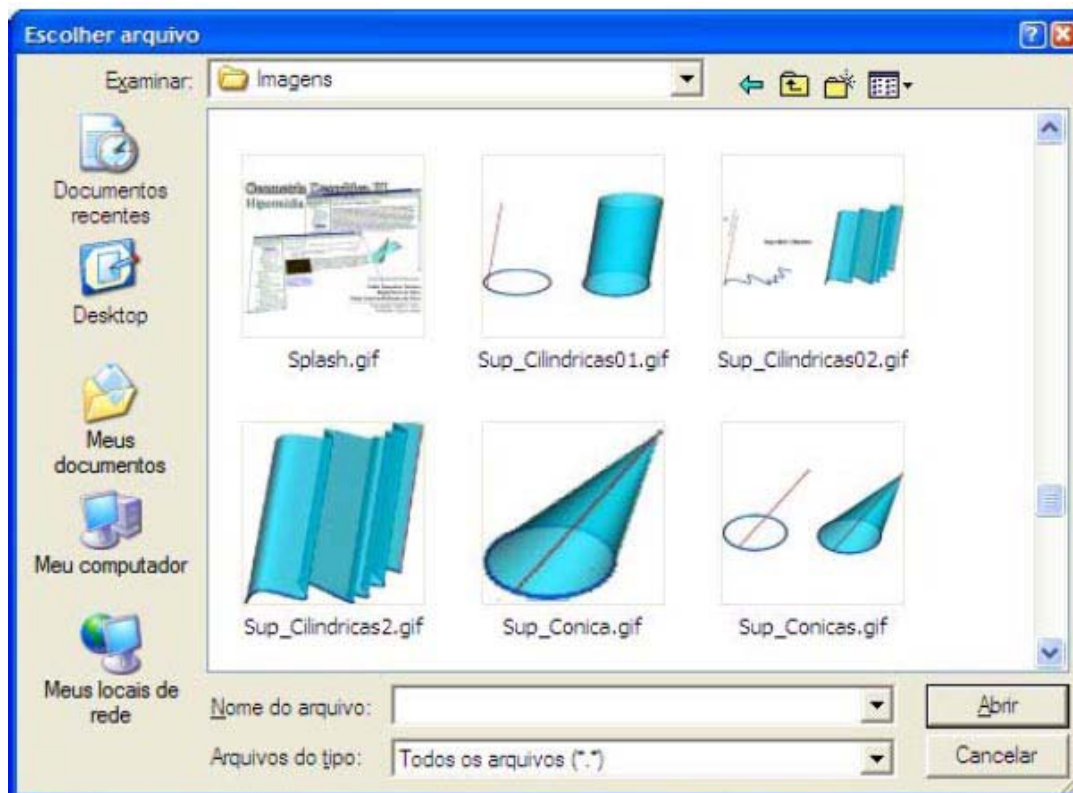 Escolher arquivo
Examinar:
Imagens
Documentos
recentes
Desktop
Meus
documentos
Meu computador
Meus locais de
rede
Splash.gif
Sup_Cilindricas01.gif
Sup_Cilindricas02.gif
Sup_Cilindricas2.gif
Sup_Conica.gif
Sup_Conicas.gif
Nome do arquivo:
Abrir
Arquivos do tipo:
Todos os arquivos (*.*)
Cancelar